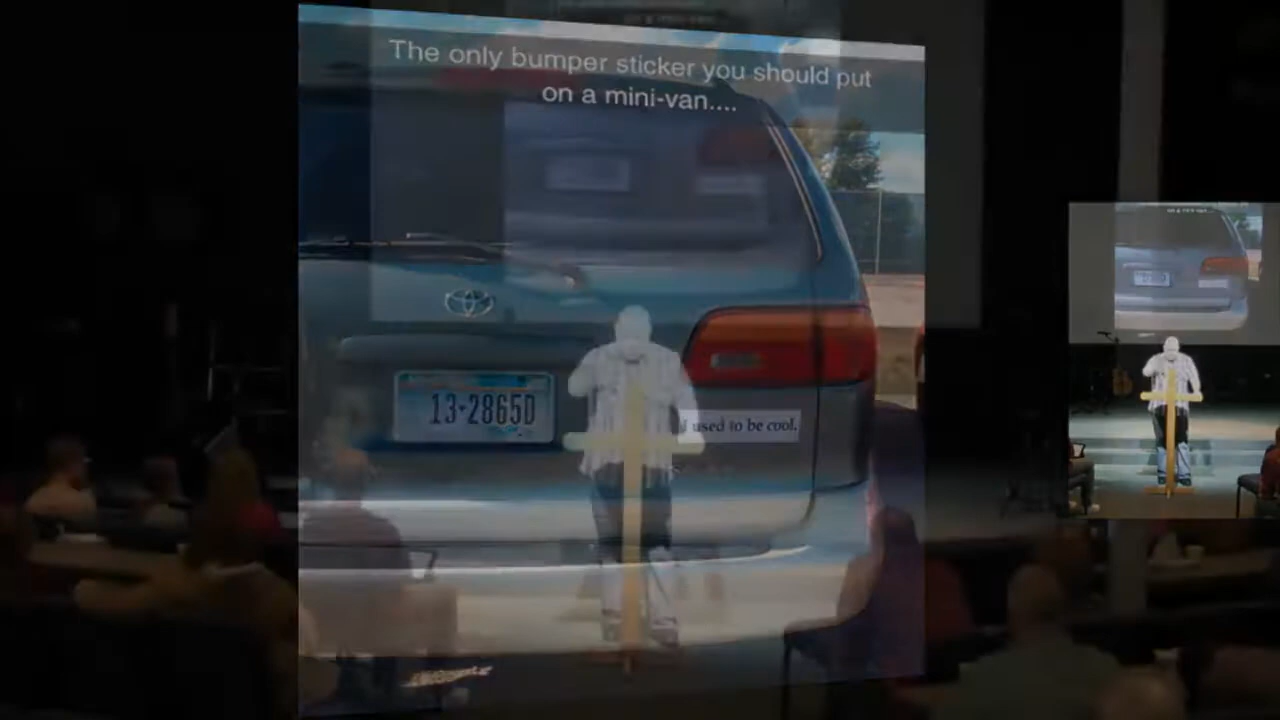 The only bumper sticker you should put
on a mini-van....
13-2865D
I used to be cool.